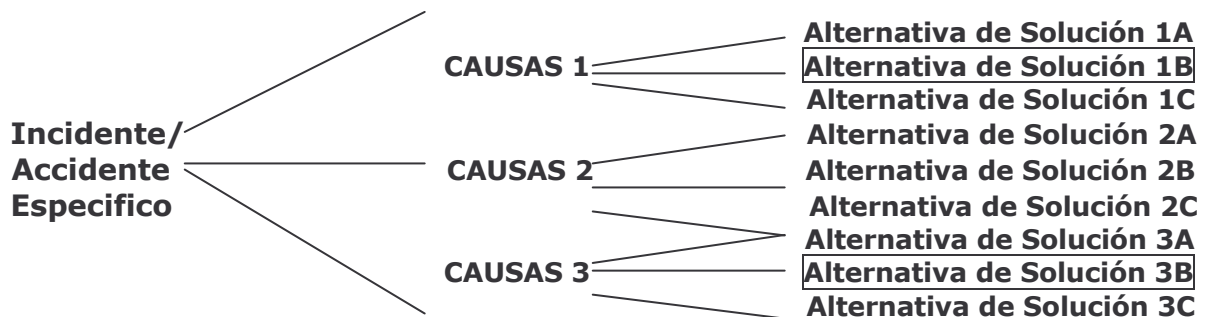 Incidente/
Accidente
Especifico
CAUSAS 1
Alternativa de Solución 1A
Alternativa de Solución 1B
Alternativa de Solución 1C
CAUSAS 2
Alternativa de Solución 2A
Alternativa de Solución 2B
Alternativa de Solución 2C
CAUSAS 3
Alternativa de Solución 3A
Alternativa de Solución 3B
Alternativa de Solución 3C